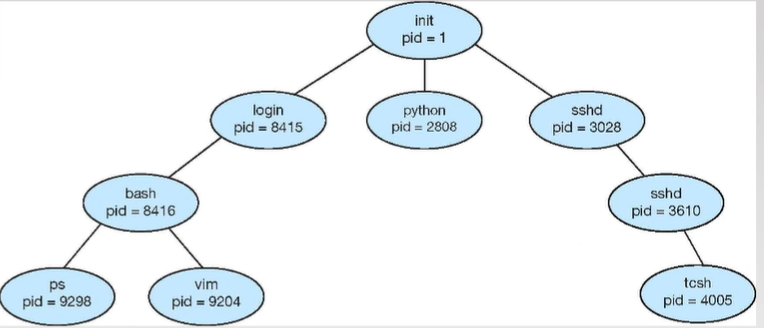 init
pid = 1
login
pid = 8415
python
pid = 2808
sshd
pid = 3028
bash
pid = 8416
sshd
pid = 3610
ps
pid = 9298
vim
pid = 9204
tcsh
pid = 4005